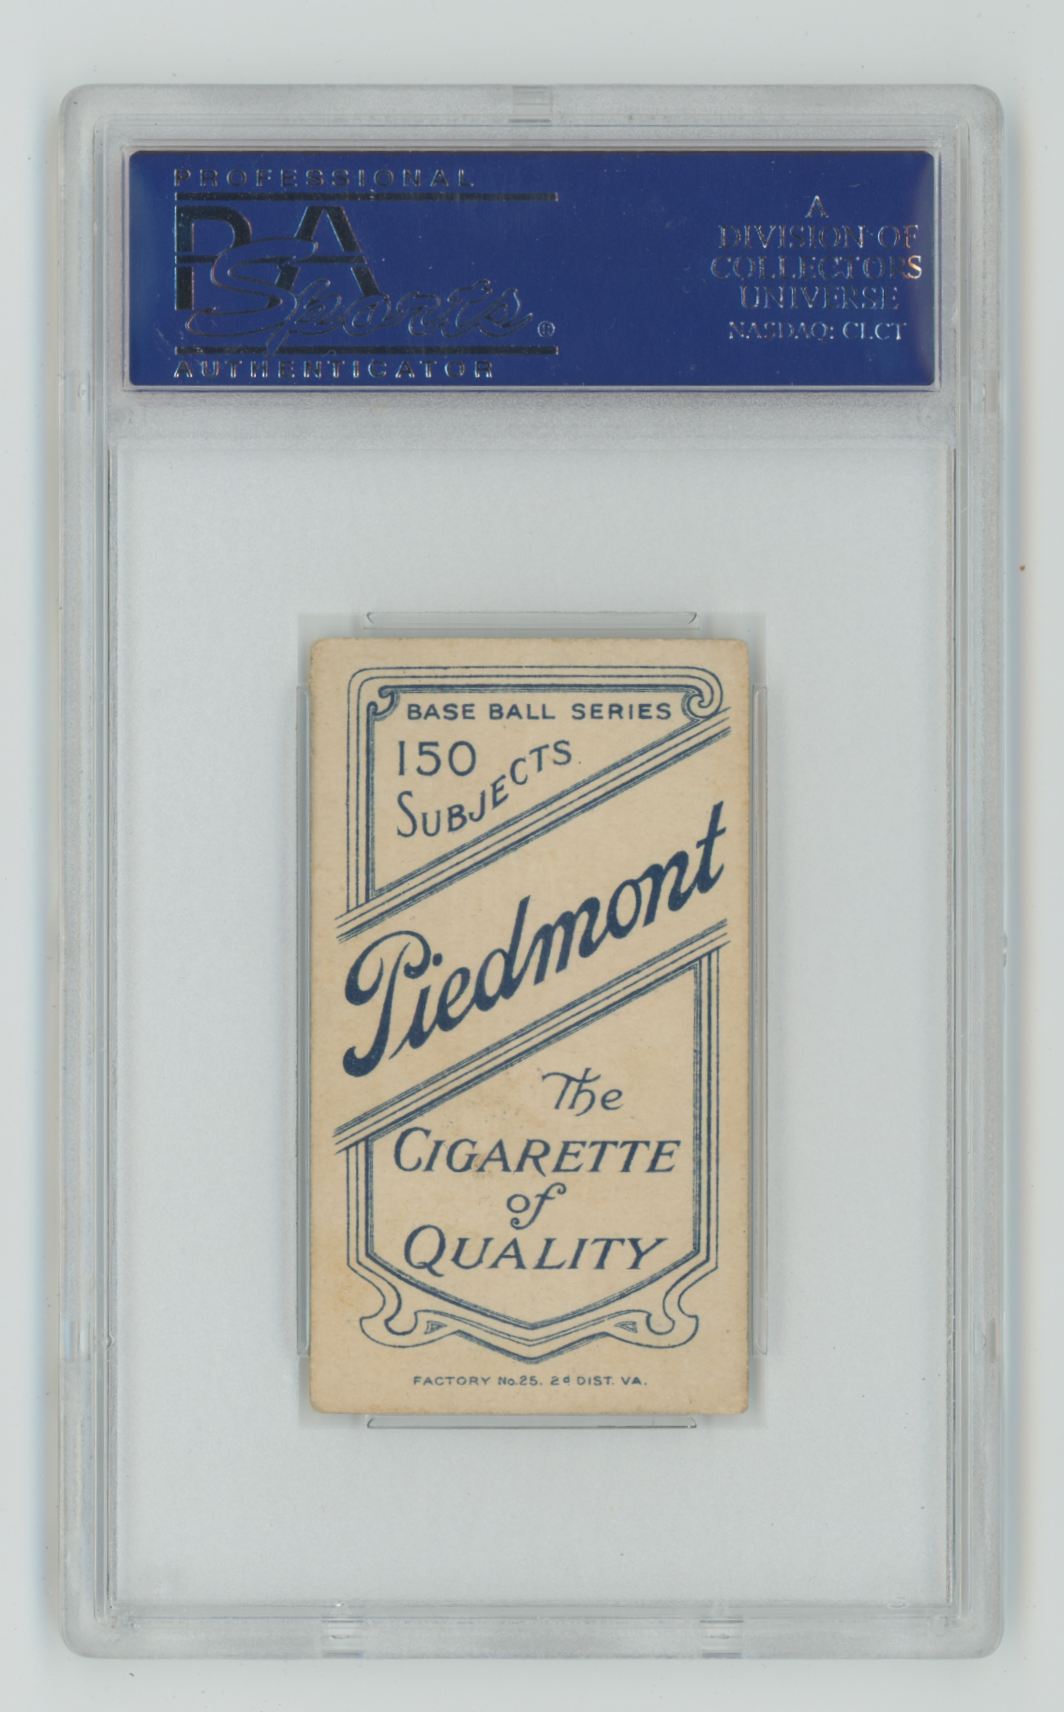 PROFESSIONAL
PSA
Sports®
AUTHENTICATOR
A
DIVISION OF
COLLECTORS
UNIVERSE
NASDAQ: CLCT
BASE BALL SERIES
150
SUBJECTS
Piedmont
The
CIGARETTE
of
QUALITY
FACTORY No.25. 2d DIST. VA.